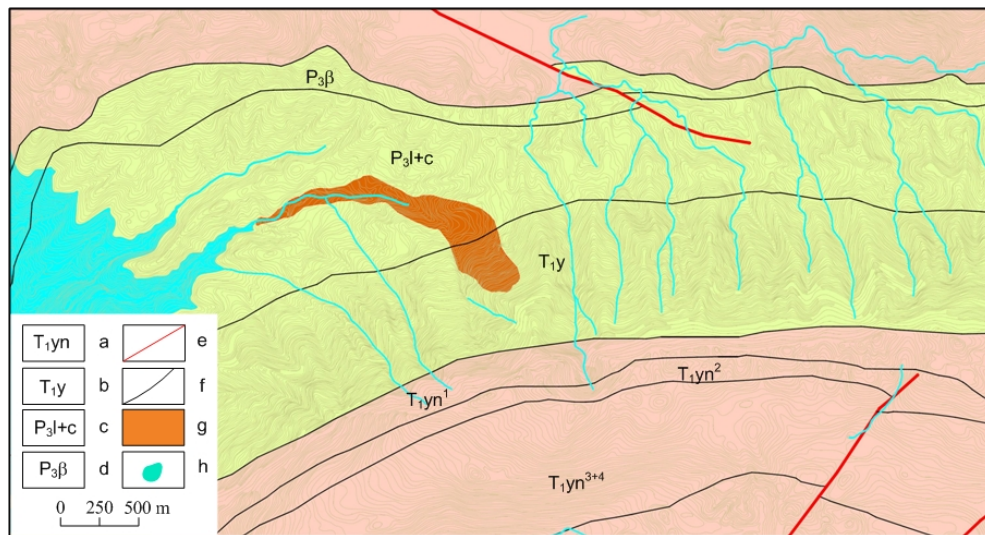 P₃β
P₃l+c
T₁y
T₁yn¹
T₁yn²
T₁yn³⁺⁴
T₁yn a e
T₁y b f
P₃l+c c g
P₃β d h
0 250 500 m